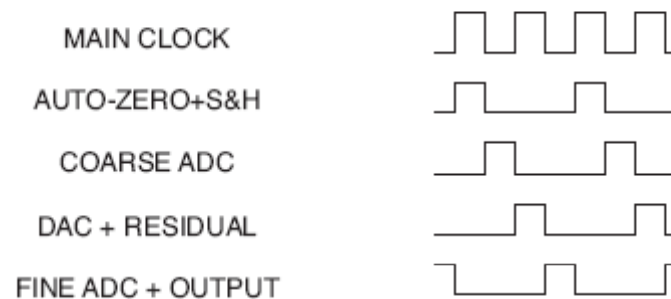 MAIN CLOCK
AUTO-ZERO+S&H
COARSE ADC
DAC + RESIDUAL
FINE ADC + OUTPUT